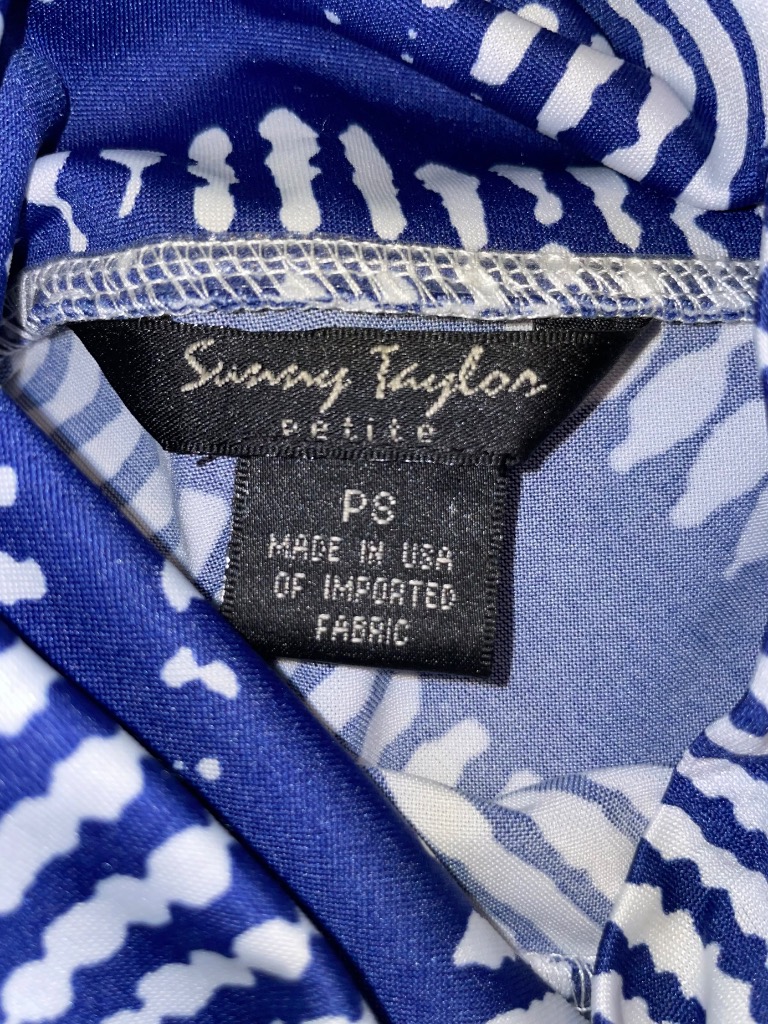 Sunny Taylor
petite
PS
MADE IN USA
OF IMPORTED
FABRIC